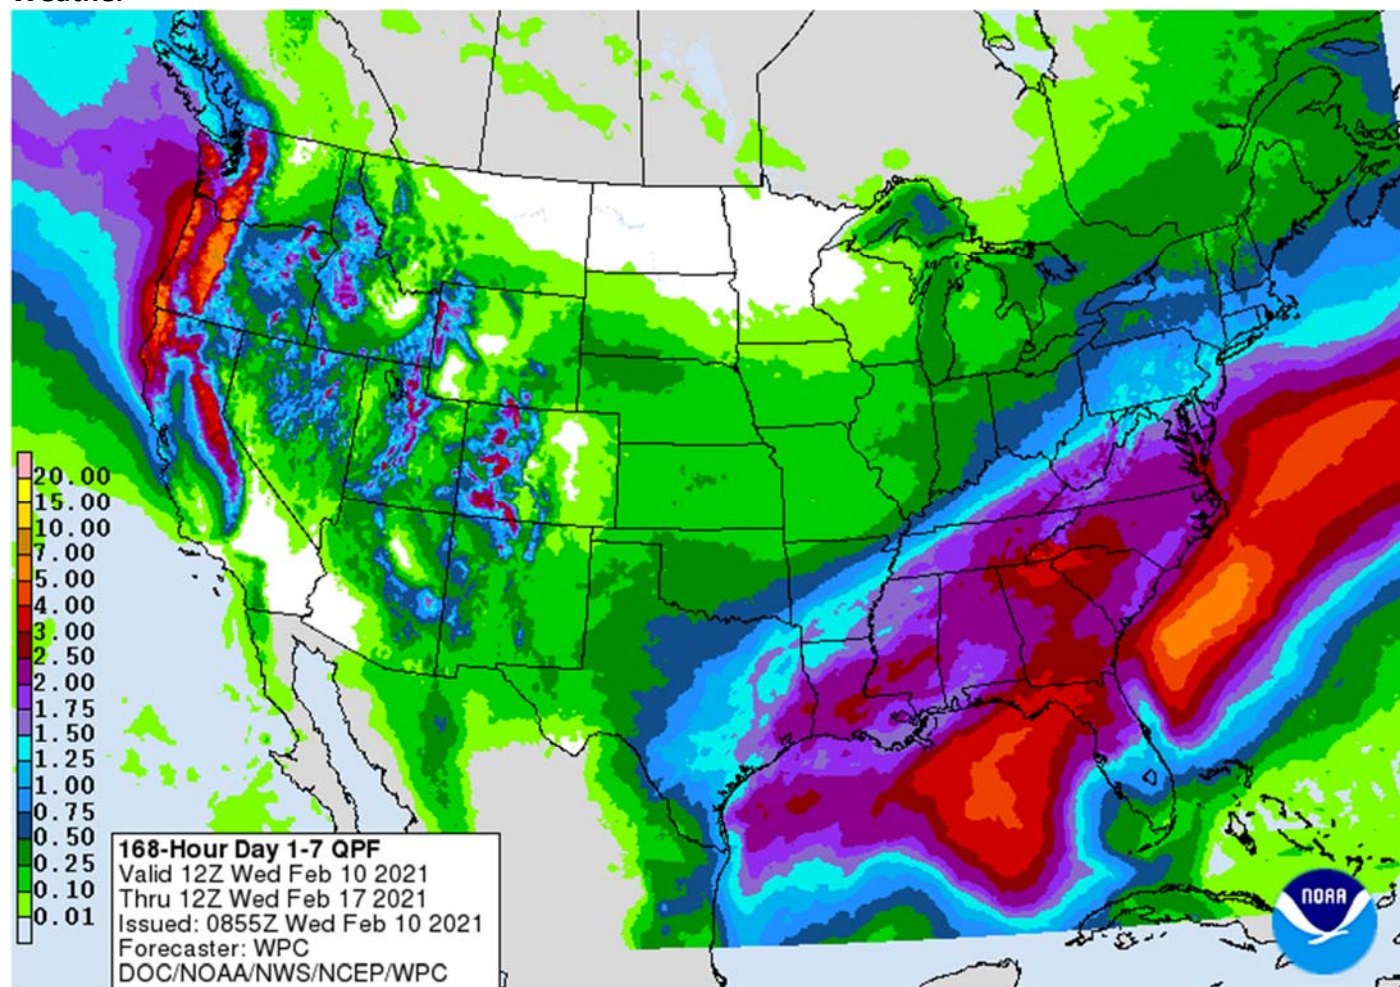 Weather
20.00
15.00
10.00
7.00
5.00
4.00
3.00
2.50
2.00
1.75
1.50
1.25
1.00
0.75
0.50
0.25
0.10
0.01
168-Hour Day 1-7 QPF
Valid 12Z Wed Feb 10 2021
Thru 12Z Wed Feb 17 2021
Issued: 0855Z Wed Feb 10 2021
Forecaster: WPC
DOC/NOAA/NWS/NCEP/WPC
NOAA